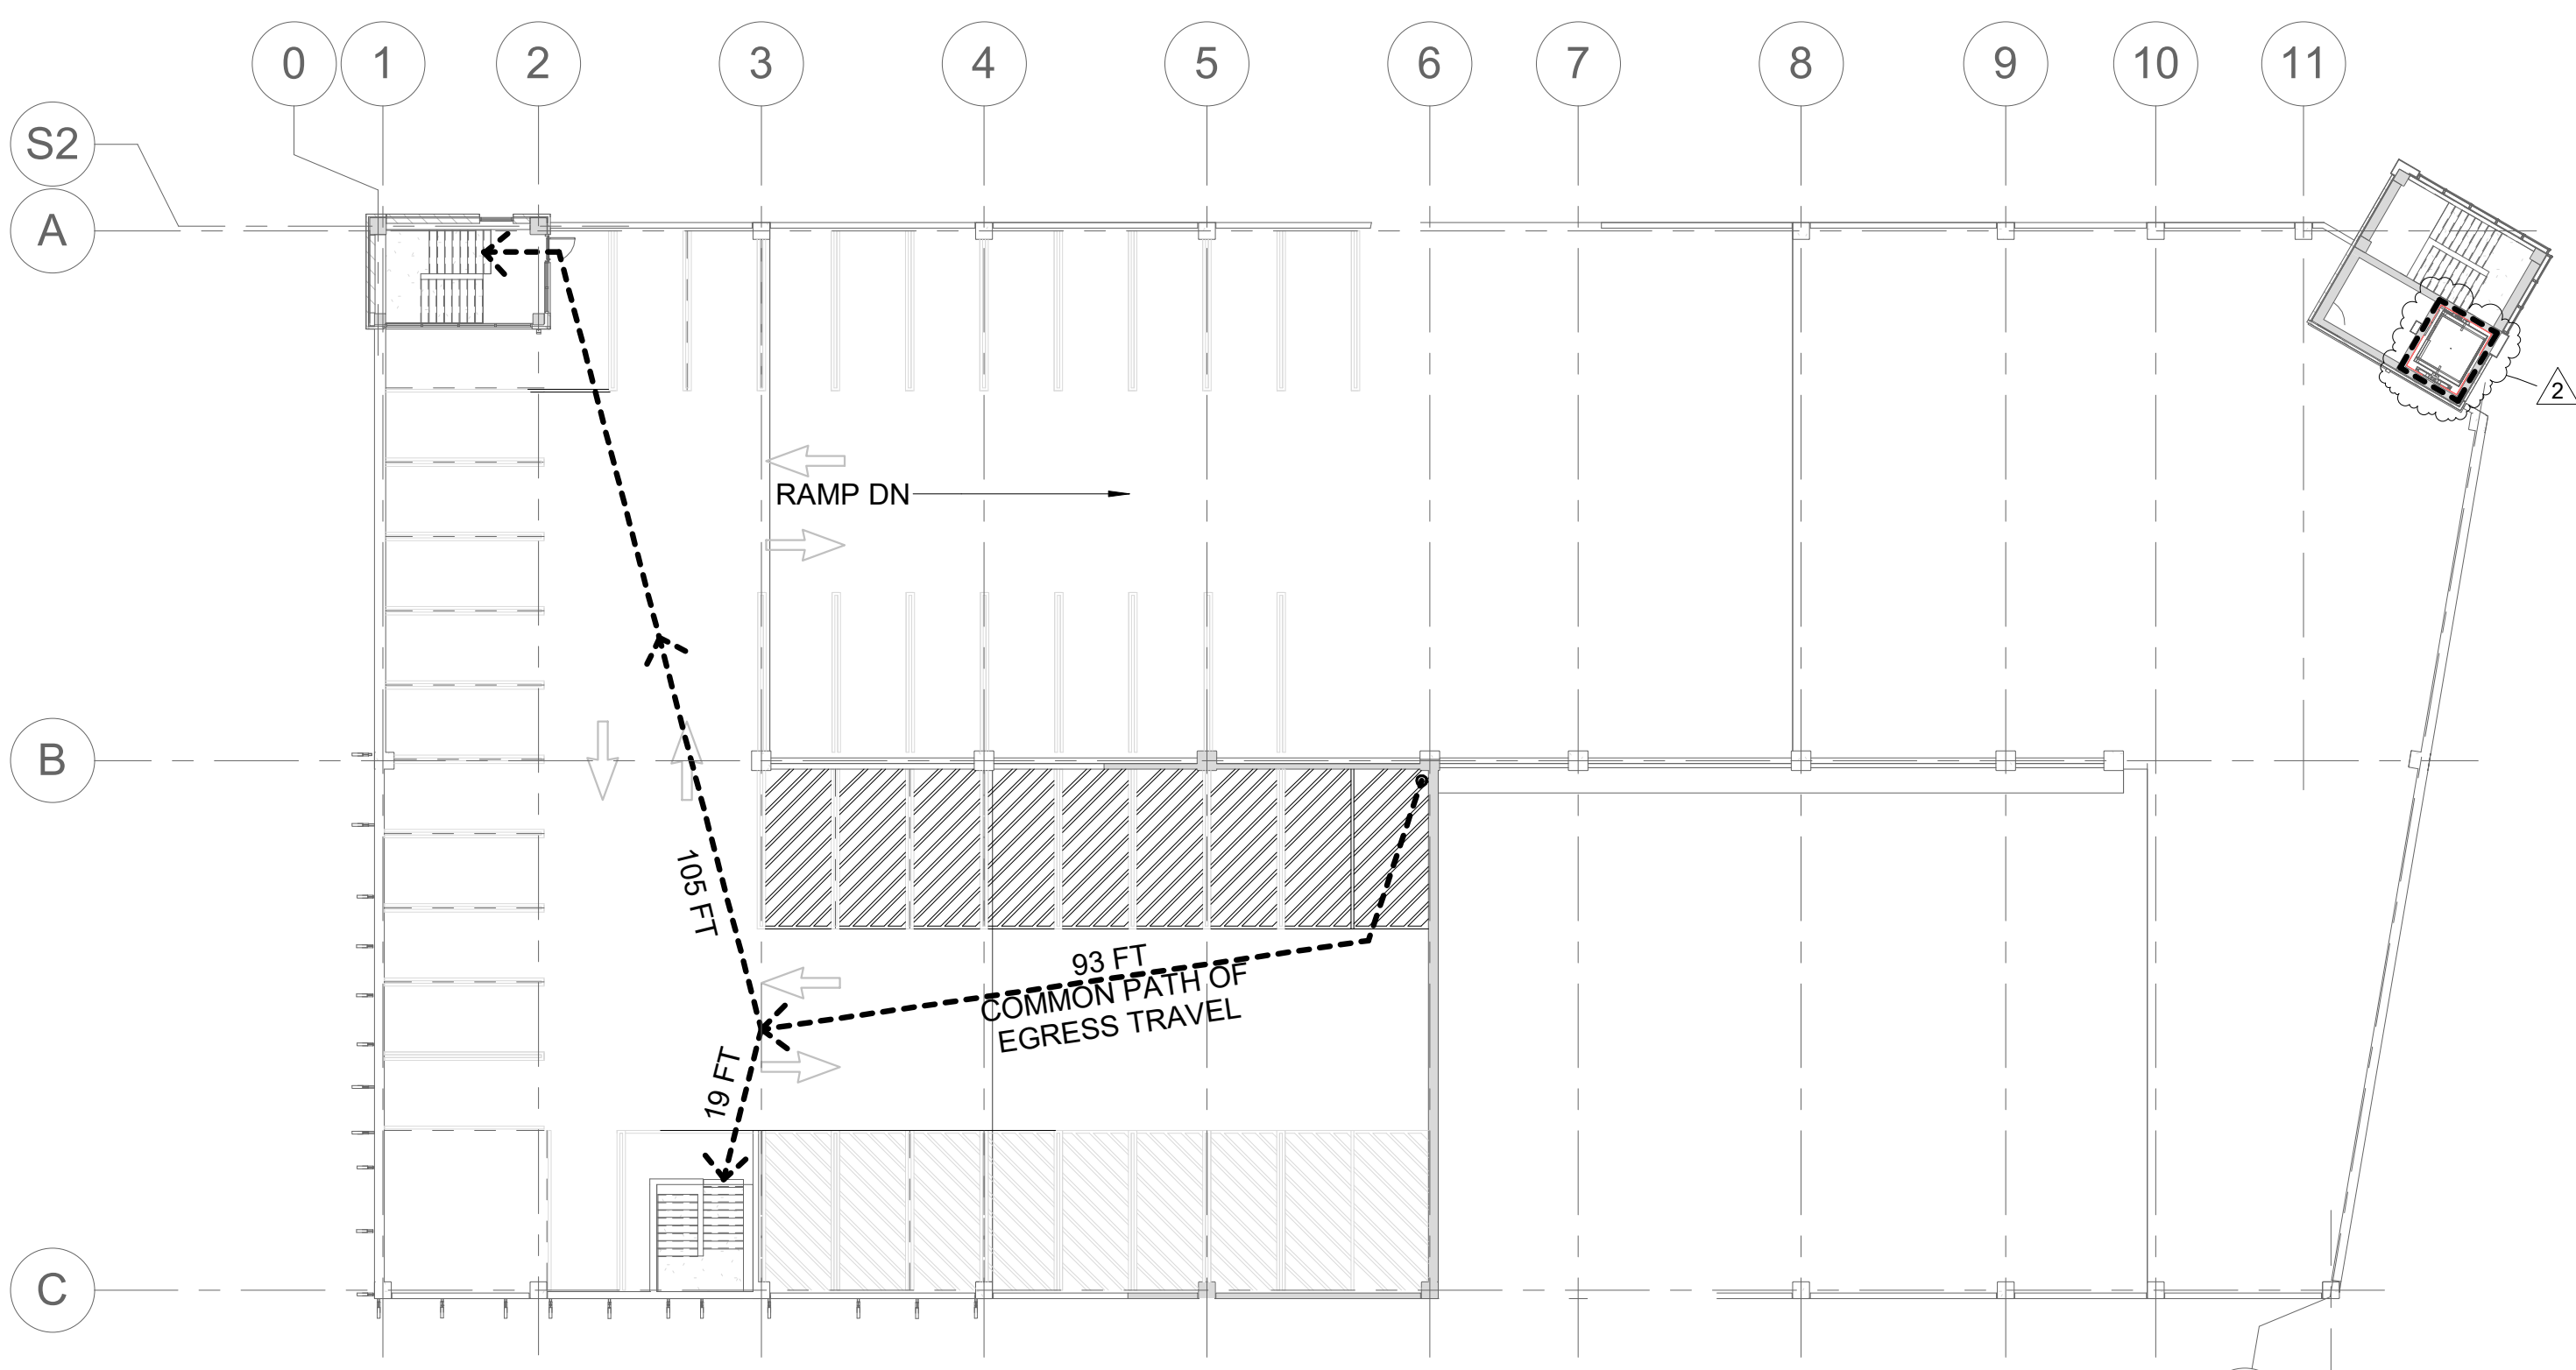 0 1 2 3 4 5 6 7 8 9 10 11
S2
A
2
RAMP DN
B
105 FT
93 FT
COMMON PATH OF
EGRESS TRAVEL
19 FT
C